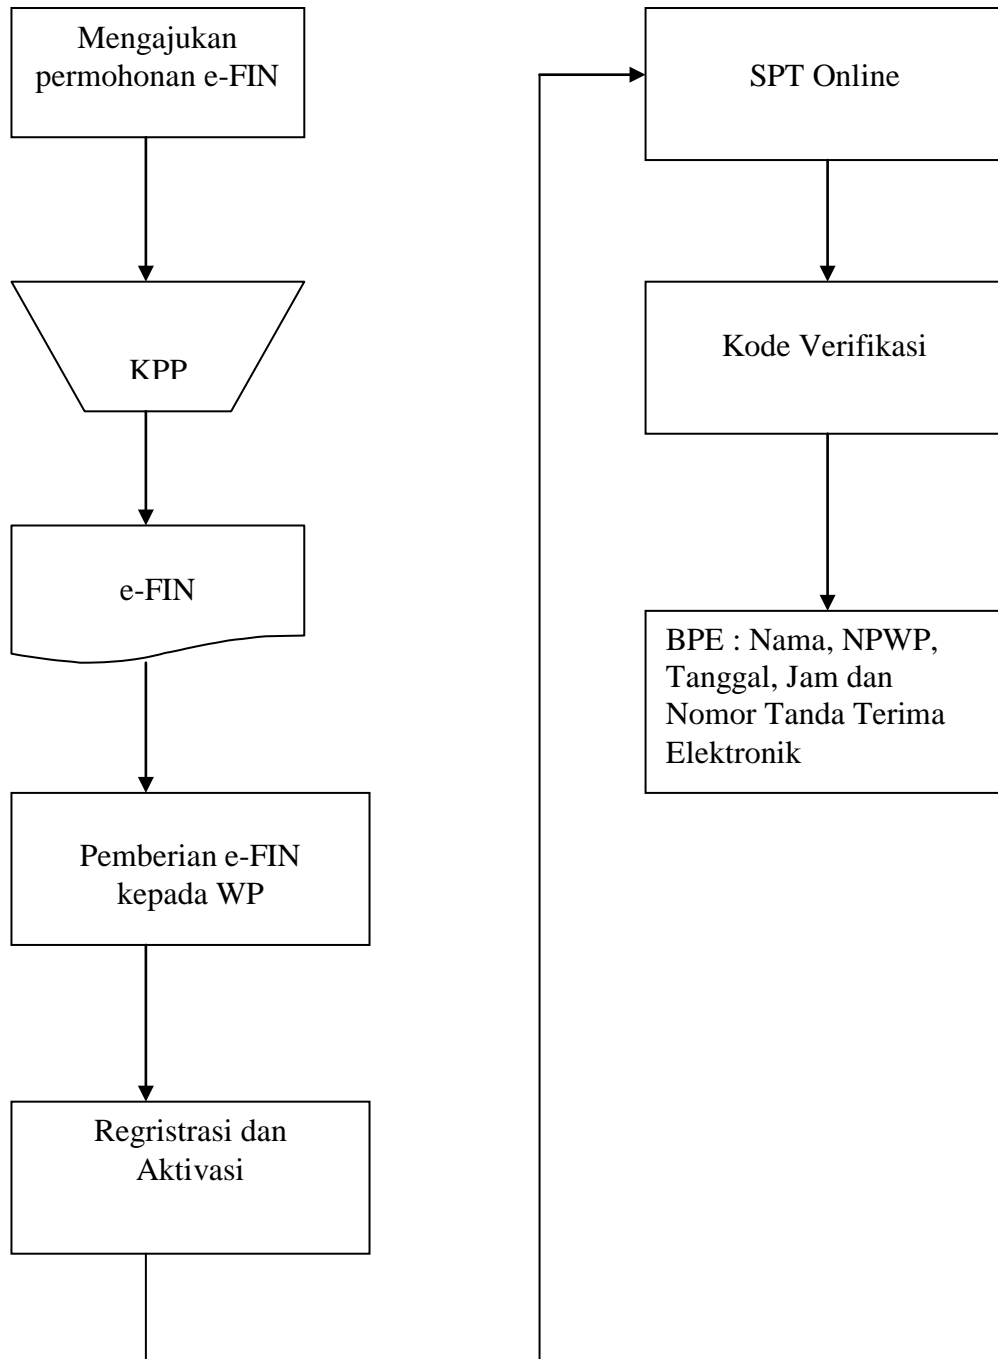 Mengajukan
permohonan e-FIN
KPP
e-FIN
Pemberian e-FIN
kepada WP
Regristrasi dan
Aktivasi
SPT Online
Kode Verifikasi
BPE : Nama, NPWP,
Tanggal, Jam dan
Nomor Tanda Terima
Elektronik